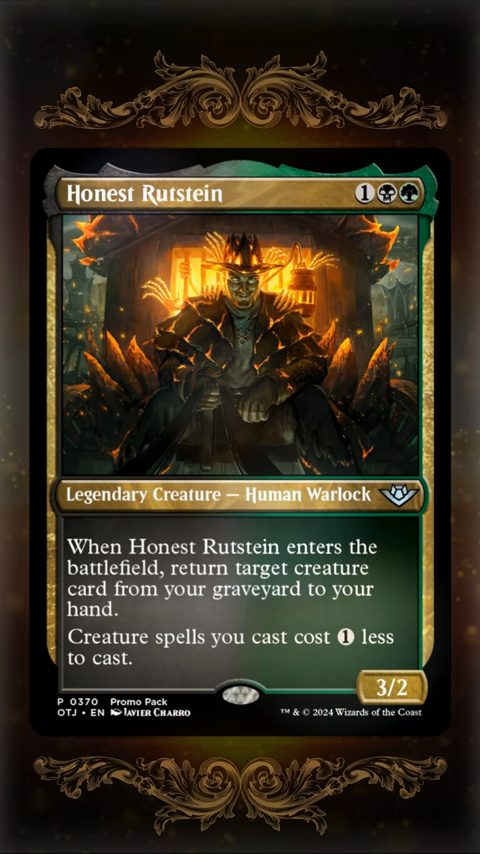 Honest Rutstein 1
Legendary Creature — Human Warlock
When Honest Rutstein enters the
battlefield, return target creature
card from your graveyard to your
hand.
Creature spells you cast cost 1 less
to cast.
3/2
P 0370 Promo Pack
OTJ • EN Javier Charro
™ & © 2024 Wizards of the Coast